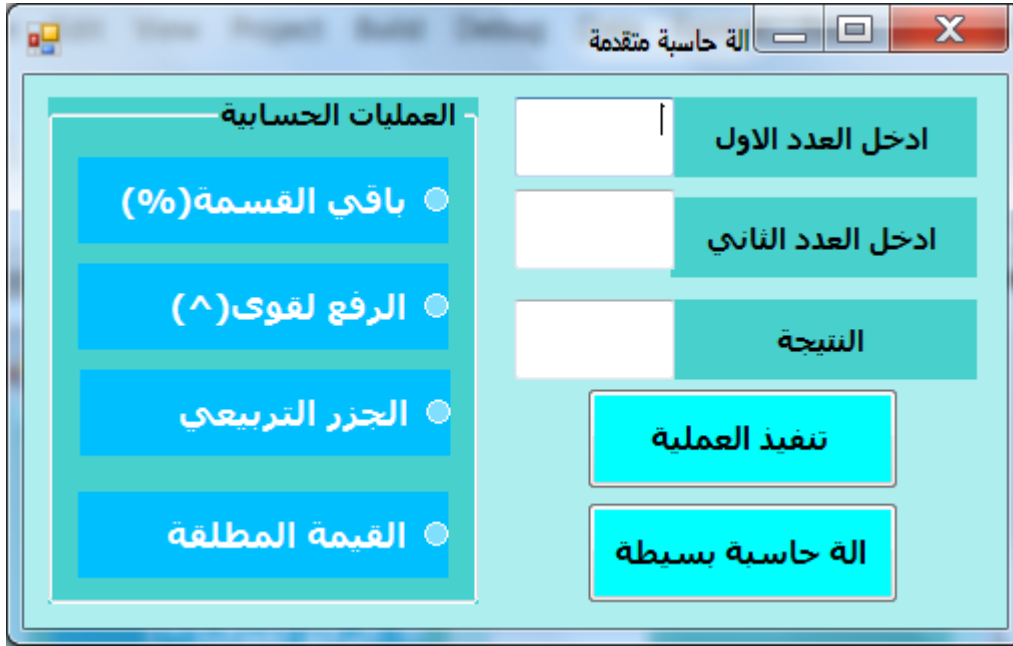 الة حاسبة متقدمة
ادخل العدد الاول
ادخل العدد الثاني
النتيجة
تنفيذ العملية
الة حاسبة بسيطة
العمليات الحسابية
باقي القسمة(%)
الرفع لقوى(^)
الجزر التربيعي
القيمة المطلقة